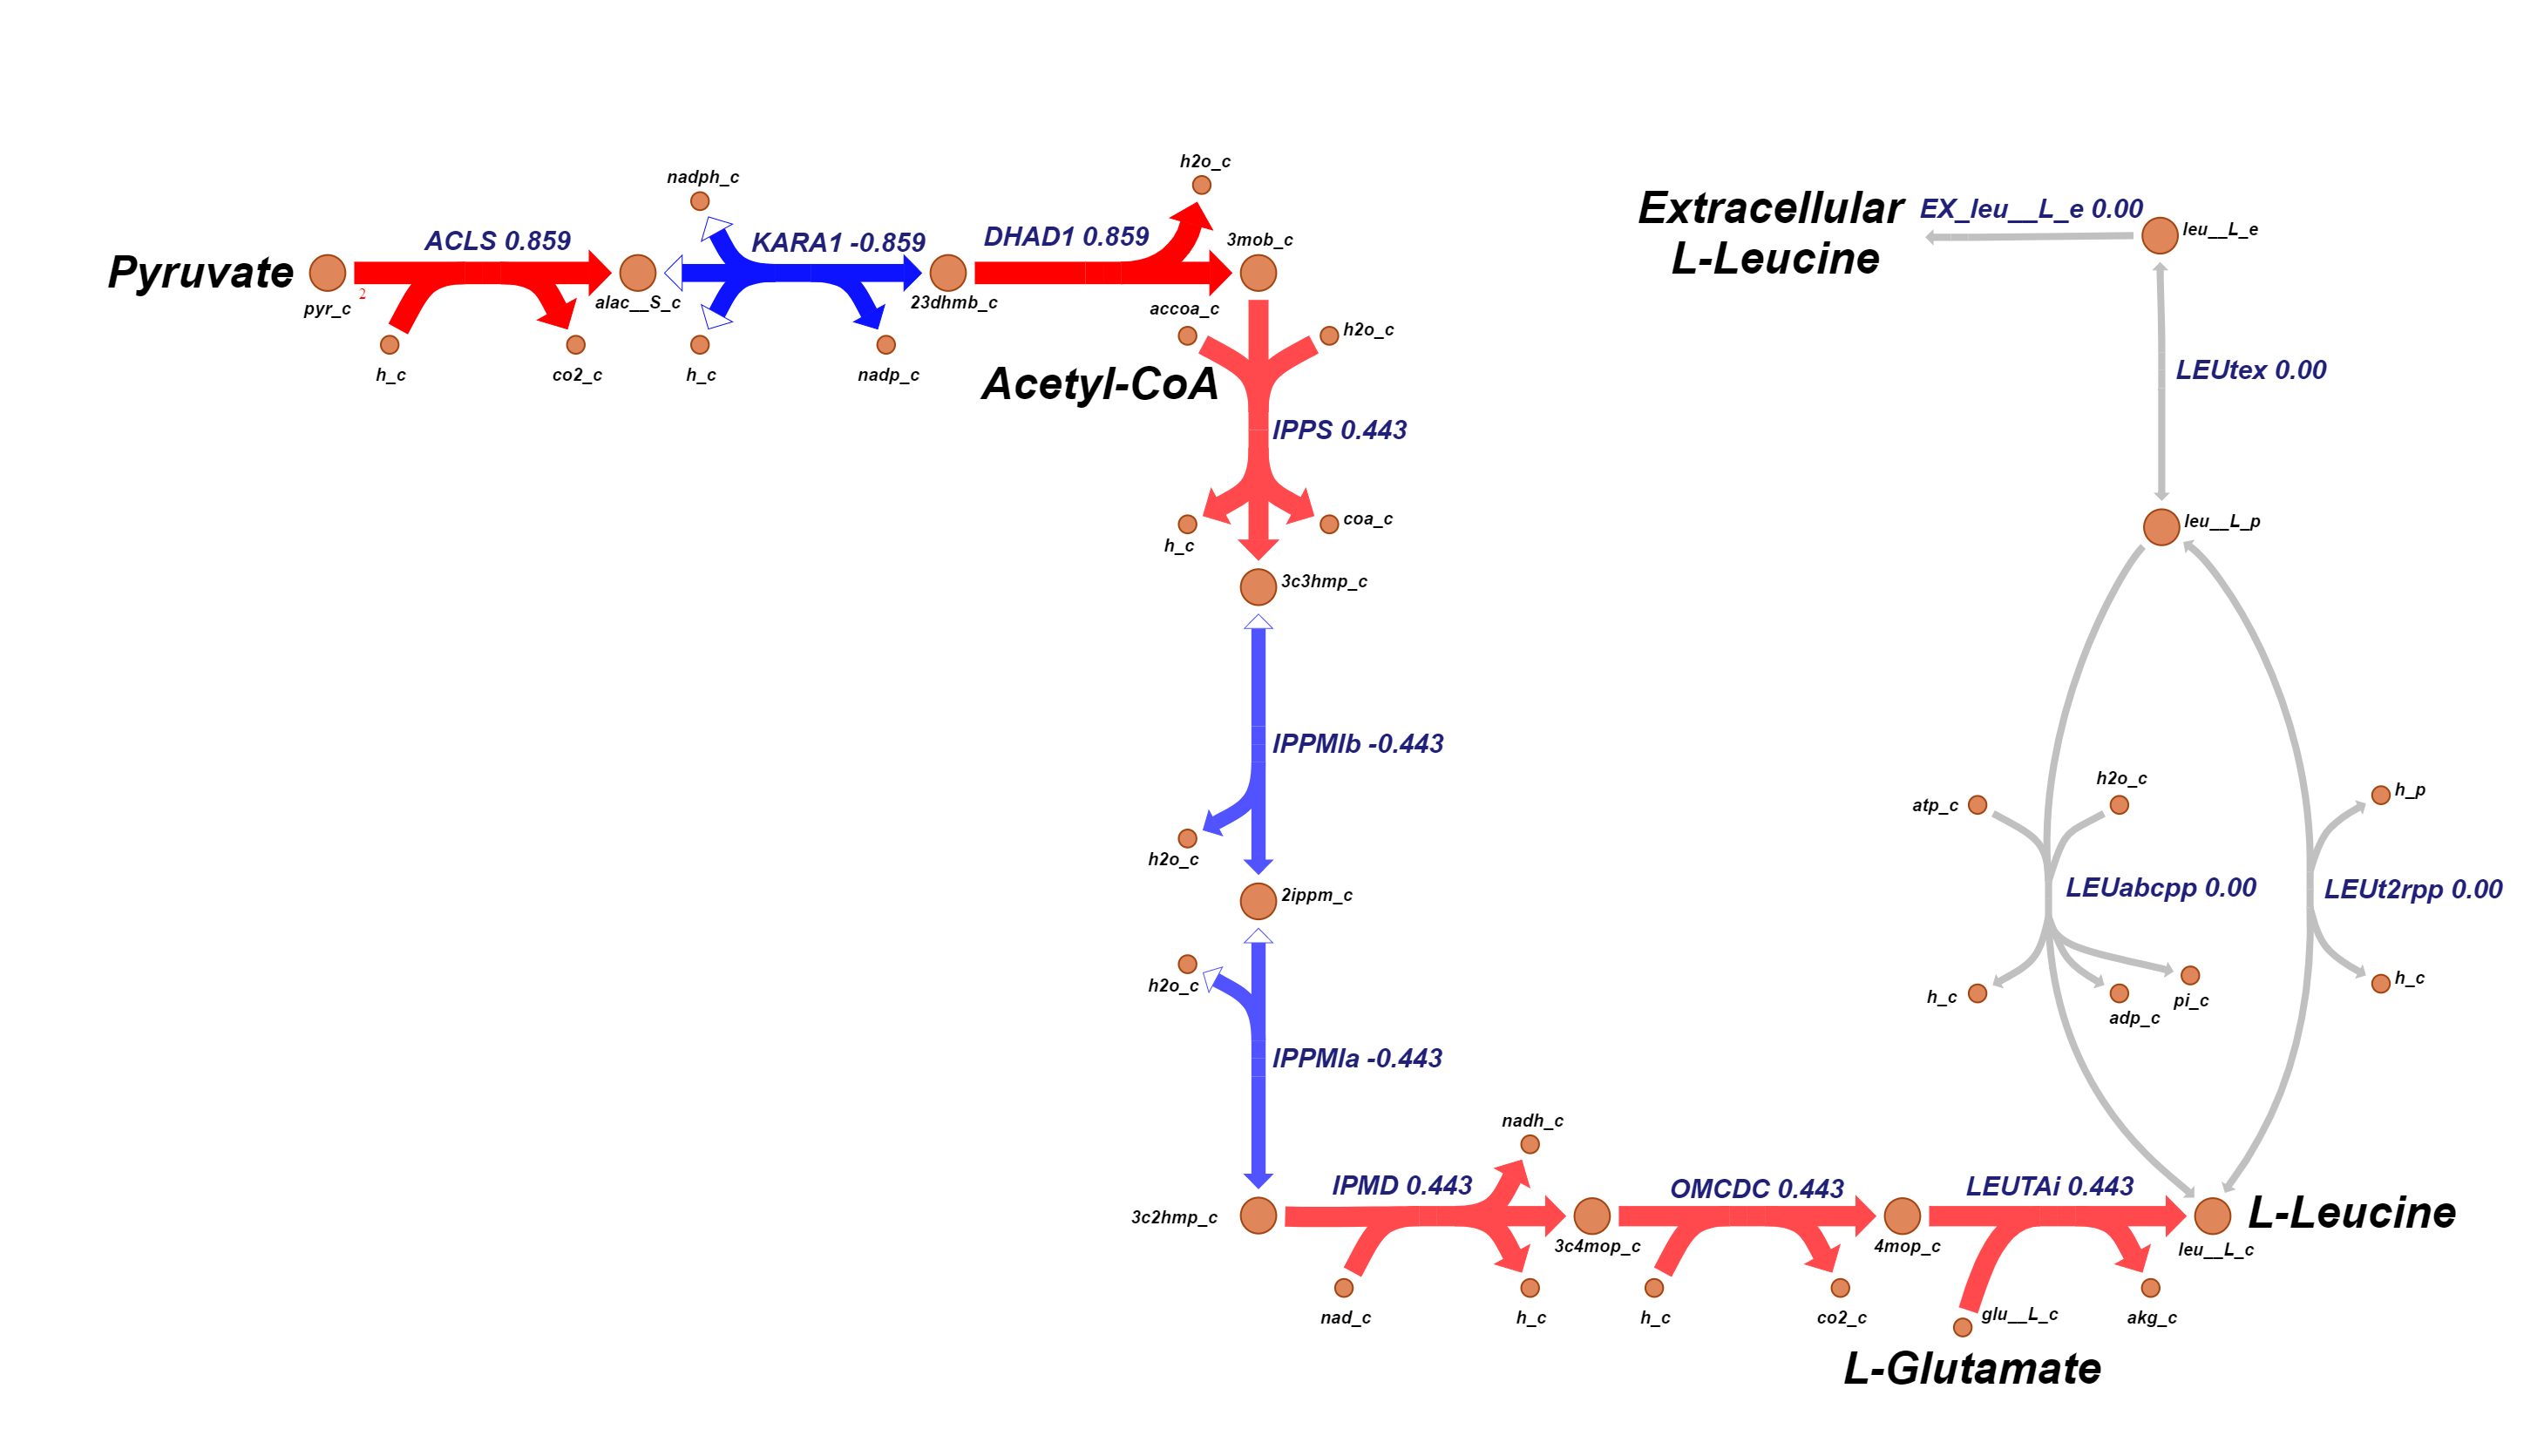 h2o_c
nadph_c
Extracellular
L-Leucine
EX_leu__L_e 0.00
leu__L_e
ACLS 0.859
KARA1 -0.859
DHAD1 0.859
3mob_c
Pyruvate
pyr_c
2
alac__S_c
23dhmb_c
accoa_c
h2o_c
h_c
co2_c
h_c
nadp_c
Acetyl-CoA
LEUtex 0.00
IPPS 0.443
h_c
coa_c
leu__L_p
3c3hmp_c
IPPMIb -0.443
h2o_c
atp_c
h2o_c
h_p
2ippm_c
LEUabcpp 0.00
LEUt2rpp 0.00
h2o_c
h_c
adp_c
pi_c
h_c
IPPMIa -0.443
nadh_c
IPMD 0.443
OMCDC 0.443
LEUTAi 0.443
3c2hmp_c
3c4mop_c
4mop_c
leu__L_c
L-Leucine
nad_c
h_c
h_c
co2_c
glu__L_c
akg_c
L-Glutamate